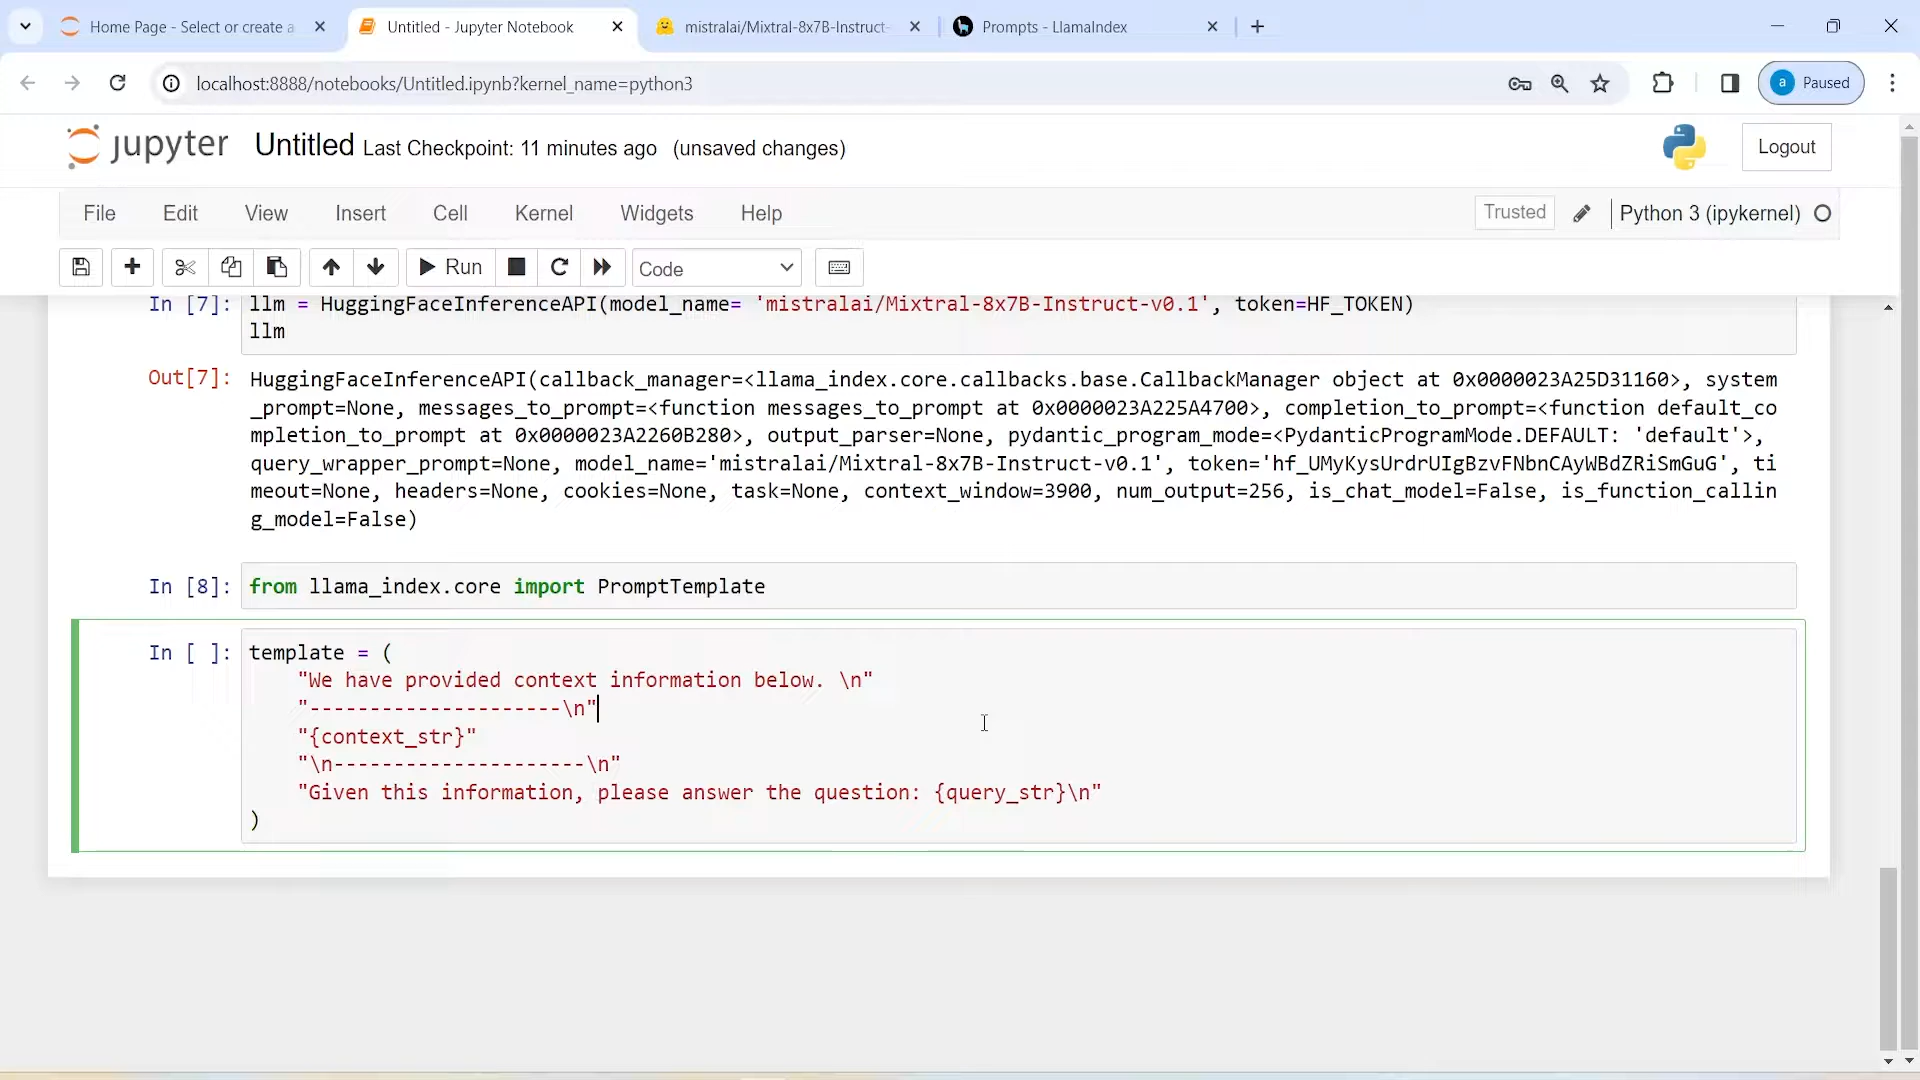 Home Page - Select or create a
Untitled - Jupyter Notebook
mistralai/Mixtral-8x7B-Instruct-
Prompts - LlamaIndex
localhost:8888/notebooks/Untitled.ipynb?kernel_name=python3
a Paused
jupyter Untitled Last Checkpoint: 11 minutes ago (unsaved changes)
Logout
File Edit View Insert Cell Kernel Widgets Help
Trusted Python 3 (ipykernel)
Run Code
In [7]: llm = HuggingFaceInferenceAPI(model_name= 'mistralai/Mixtral-8x7B-Instruct-v0.1', token=HF_TOKEN)
llm
Out[7]: HuggingFaceInferenceAPI(callback_manager=<llama_index.core.callbacks.base.CallbackManager object at 0x0000023A25D31160>, system
_prompt=None, messages_to_prompt=<function messages_to_prompt at 0x0000023A225A4700>, completion_to_prompt=<function default_co
mpletion_to_prompt at 0x0000023A2260B280>, output_parser=None, pydantic_program_mode=<PydanticProgramMode.DEFAULT: 'default'>,
query_wrapper_prompt=None, model_name='mistralai/Mixtral-8x7B-Instruct-v0.1', token='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', ti
meout=None, headers=None, cookies=None, task=None, context_window=3900, num_output=256, is_chat_model=False, is_function_callin
g_model=False)
In [8]: from llama_index.core import PromptTemplate
In [ ]: template = (
"We have provided context information below. \n"
"---------------------\n"
"{context_str}"
"\n---------------------\n"
"Given this information, please answer the question: {query_str}\n"
)